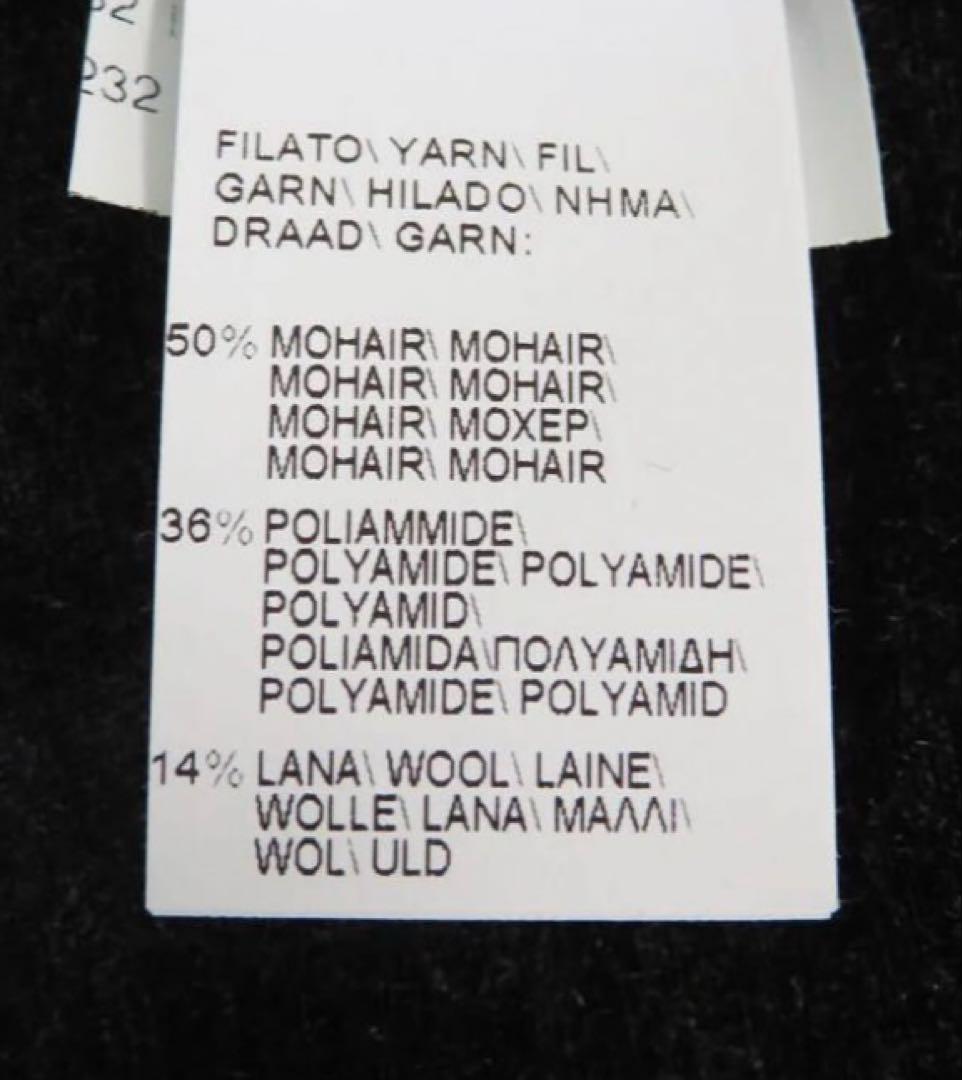 232
FILATO\ YARN\ FIL\
GARN\ HILADO\ NHMA\
DRAAD\ GARN:
50% MOHAIR\ MOHAIR\
MOHAIR\ MOHAIR\
MOHAIR\ ΜΟΧΕΡ\
MOHAIR\ MOHAIR
36% POLIAMMIDE\
POLYAMIDE\ POLYAMIDE\
POLYAMID\
POLIAMIDA\ΠΟΛΥΑΜΙΔΗ\
POLYAMIDE\ POLYAMID
14% LANA\ WOOL\ LAINE\
WOLLE\ LANA\ ΜΑΛΛΙ\
WOL\ ULD